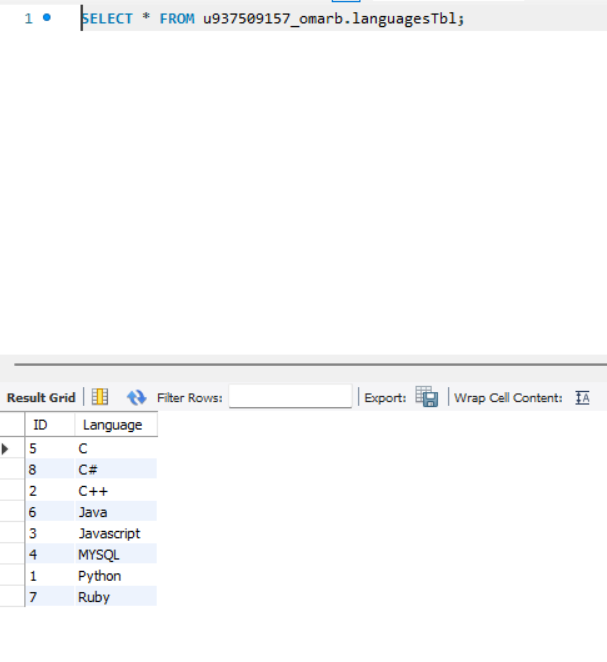 1 SELECT * FROM u937509157_omarb.languagesTbl;
Result Grid Filter Rows: Export: Wrap Cell Content: IA
ID Language
5 C
8 C#
2 C++
6 Java
3 Javascript
4 MYSQL
1 Python
7 Ruby